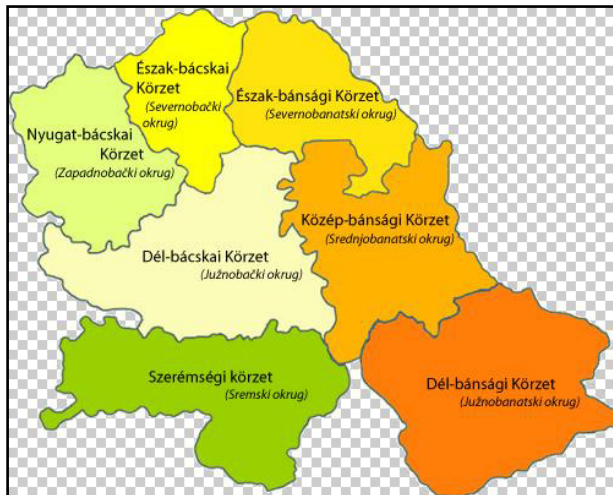 Észak-bácskai
Körzet
(Severnobački
okrug)
Észak-bánsági Körzet
(Severnobanatski okrug)
Nyugat-bácskai
Körzet
(Zapadnobački okrug)
Közép-bánsági Körzet
(Srednjobanatski okrug)
Dél-bácskai Körzet
(Južnobački okrug)
Szerémségi körzet
(Sremski okrug)
Dél-bánsági Körzet
(Južnobanatski okrug)